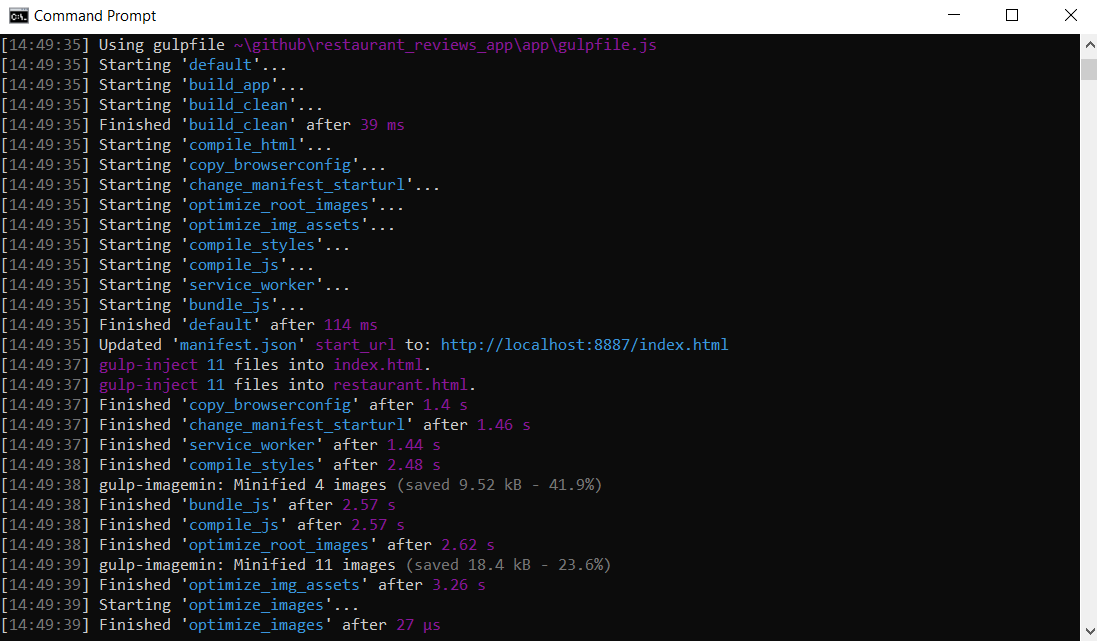 Command Prompt
[14:49:35] Using gulpfile ~\github\restaurant_reviews_app\app\gulpfile.js
[14:49:35] Starting 'default'...
[14:49:35] Starting 'build_app'...
[14:49:35] Starting 'build_clean'...
[14:49:35] Finished 'build_clean' after 39 ms
[14:49:35] Starting 'compile_html'...
[14:49:35] Starting 'copy_browserconfig'...
[14:49:35] Starting 'change_manifest_starturl'...
[14:49:35] Starting 'optimize_root_images'...
[14:49:35] Starting 'optimize_img_assets'...
[14:49:35] Starting 'compile_styles'...
[14:49:35] Starting 'compile_js'...
[14:49:35] Starting 'service_worker'...
[14:49:35] Starting 'bundle_js'...
[14:49:35] Finished 'default' after 114 ms
[14:49:35] Updated 'manifest.json' start_url to: http://localhost:8887/index.html
[14:49:37] gulp-inject 11 files into index.html.
[14:49:37] gulp-inject 11 files into restaurant.html.
[14:49:37] Finished 'copy_browserconfig' after 1.4 s
[14:49:37] Finished 'change_manifest_starturl' after 1.46 s
[14:49:37] Finished 'service_worker' after 1.44 s
[14:49:38] Finished 'compile_styles' after 2.48 s
[14:49:38] gulp-imagemin: Minified 4 images (saved 9.52 kB - 41.9%)
[14:49:38] Finished 'bundle_js' after 2.57 s
[14:49:38] Finished 'compile_js' after 2.57 s
[14:49:38] Finished 'optimize_root_images' after 2.62 s
[14:49:39] gulp-imagemin: Minified 11 images (saved 18.4 kB - 23.6%)
[14:49:39] Finished 'optimize_img_assets' after 3.26 s
[14:49:39] Starting 'optimize_images'...
[14:49:39] Finished 'optimize_images' after 27 μs